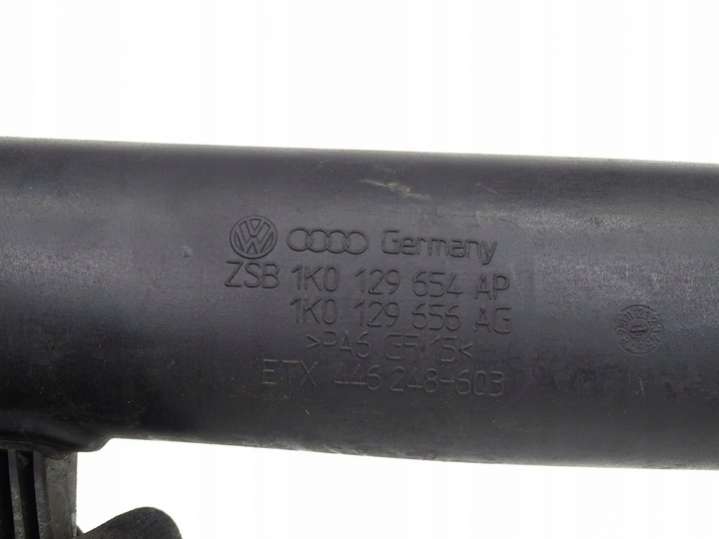 Germany
ZSB 1K0 129 654 AP
1K0 129 656 AG
>PA6 GF15<
ETX 446 248-603